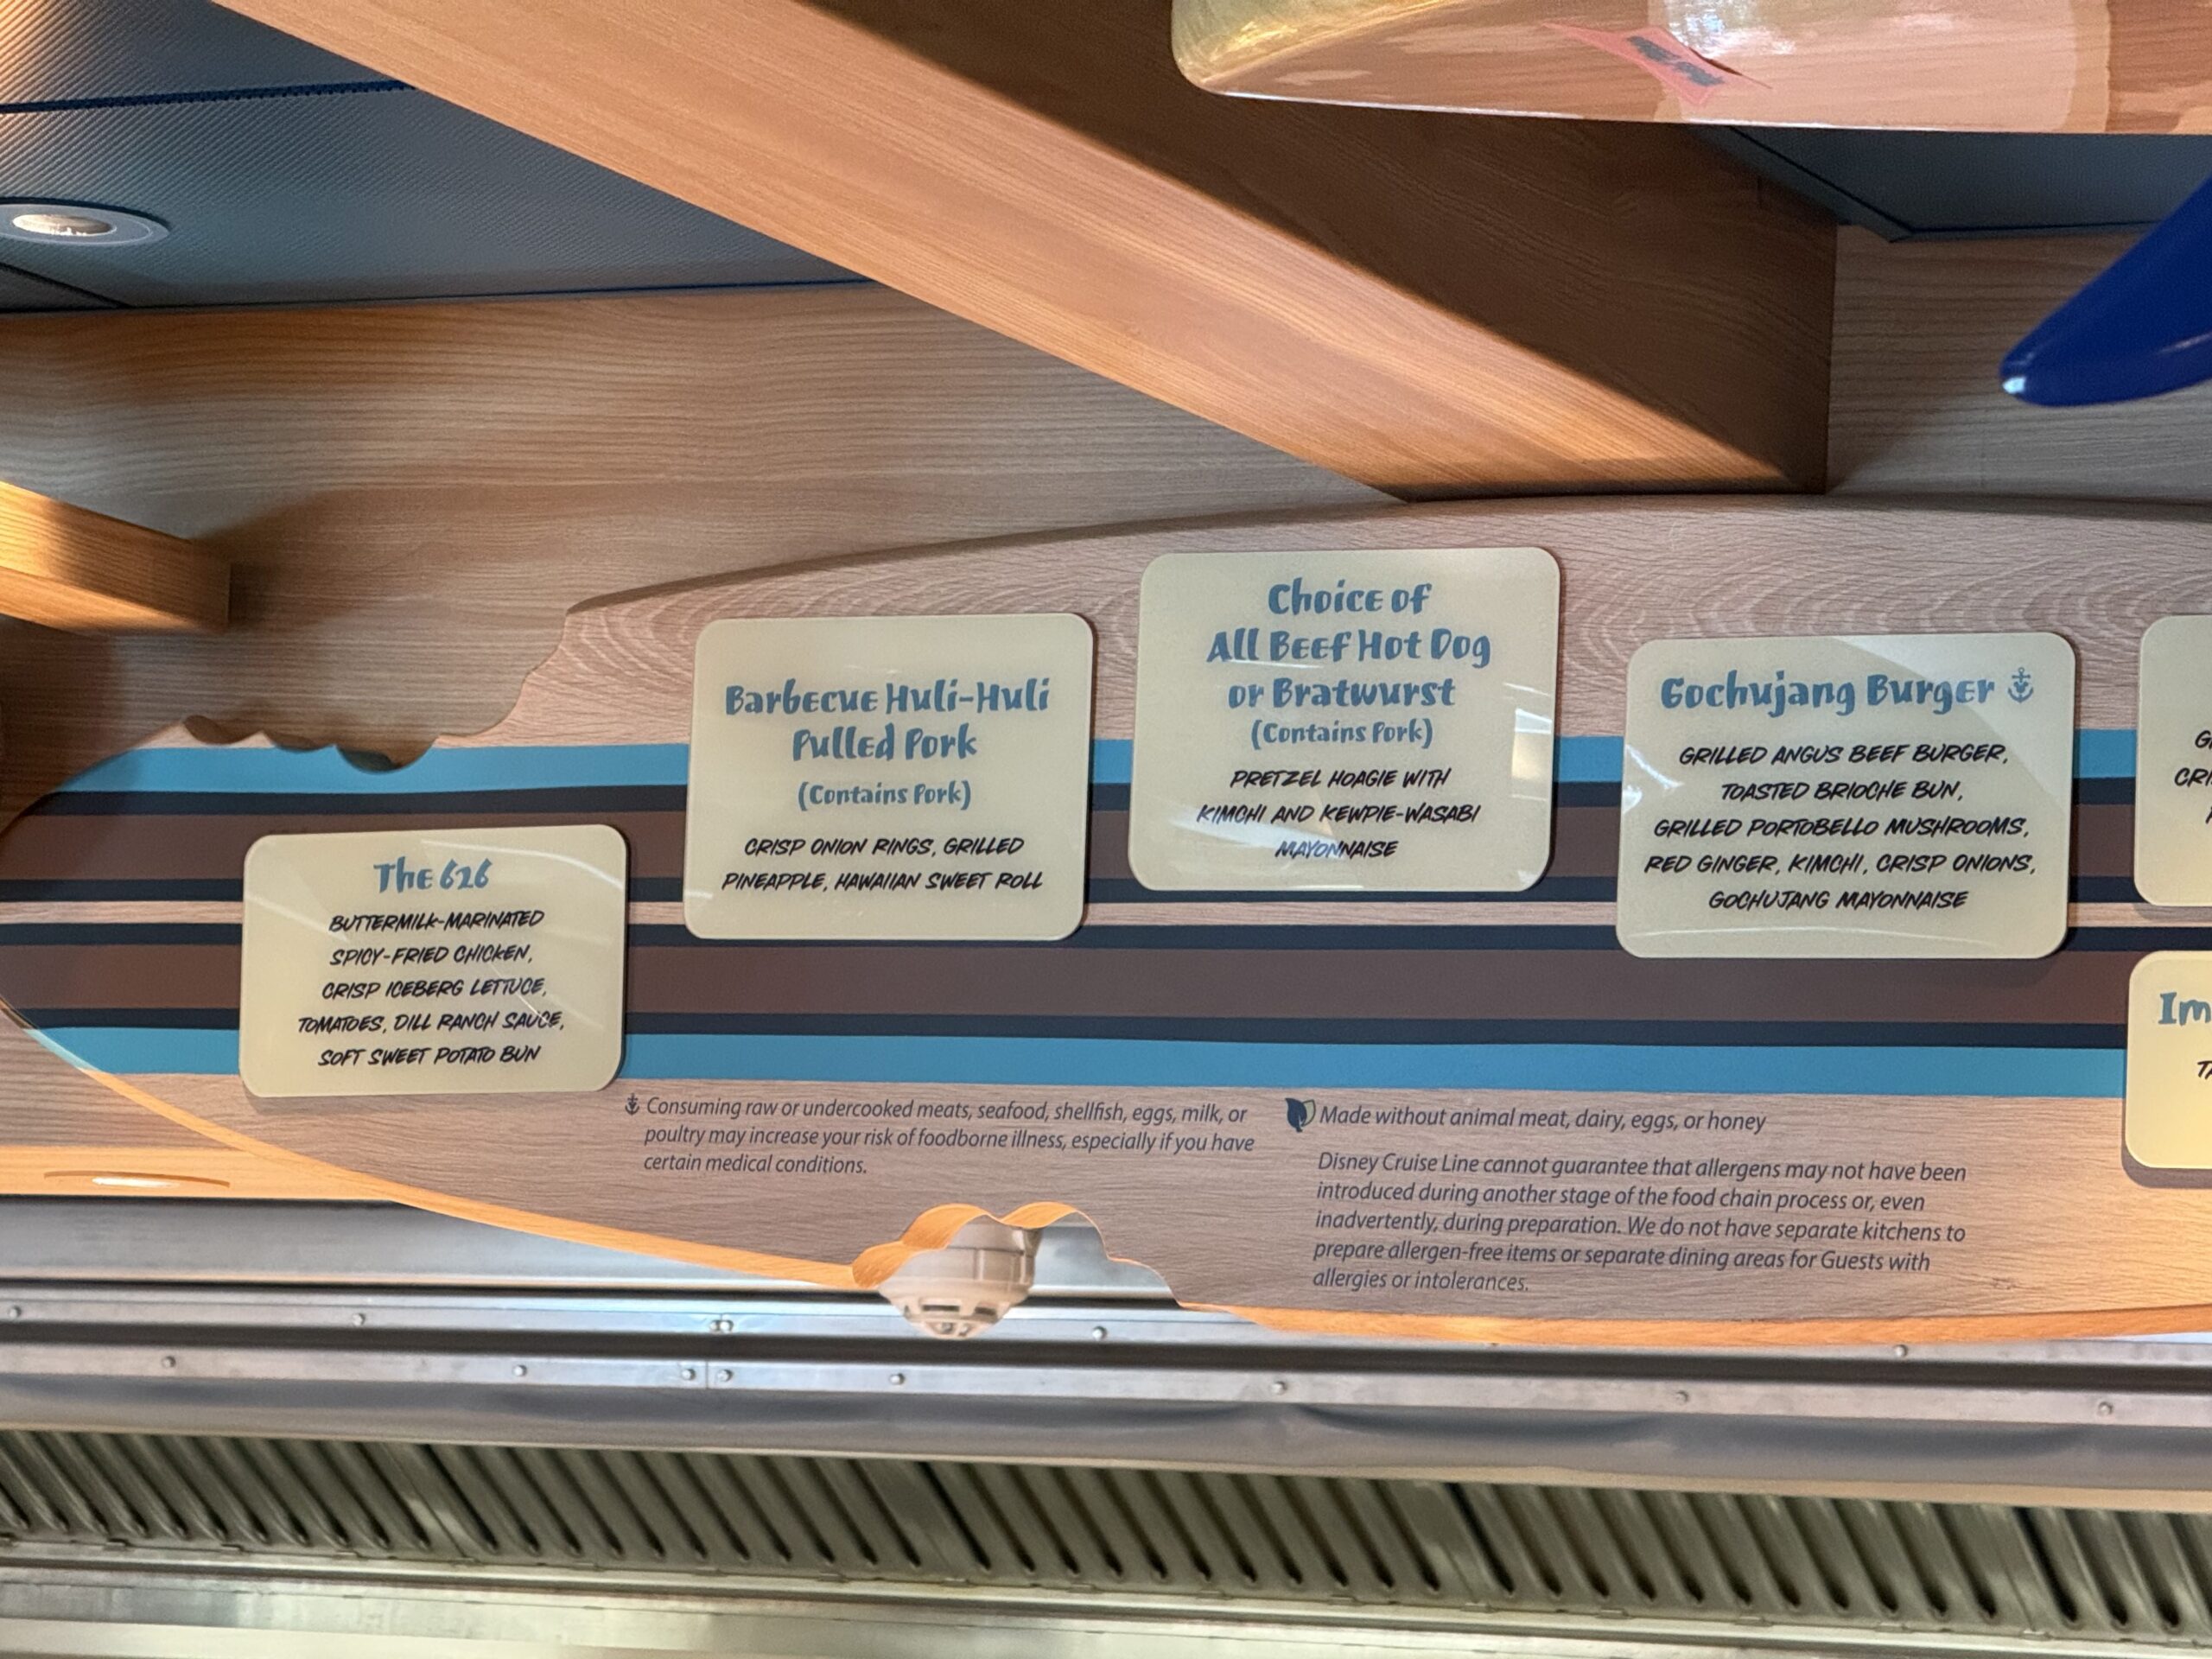 The 626
BUTTERMILK-MARINATED
SPICY-FRIED CHICKEN,
CRISP ICEBERG LETTUCE,
TOMATOES, DILL RANCH SAUCE,
SOFT SWEET POTATO BUN
Barbecue Huli-Huli
Pulled Pork
(Contains Pork)
CRISP ONION RINGS, GRILLED
PINEAPPLE, HAWAIIAN SWEET ROLL
Choice of
All Beef Hot Dog
or Bratwurst
(Contains Pork)
PRETZEL HOAGIE WITH
KIMCHI AND KEWPIE-WASABI
MAYONNAISE
Gochujang Burger
GRILLED ANGUS BEEF BURGER,
TOASTED BRIOCHE BUN,
GRILLED PORTOBELLO MUSHROOMS,
RED GINGER, KIMCHI, CRISP ONIONS,
GOCHUJANG MAYONNAISE
Consuming raw or undercooked meats, seafood, shellfish, eggs, milk, or
poultry may increase your risk of foodborne illness, especially if you have
certain medical conditions.
Made without animal meat, dairy, eggs, or honey
Disney Cruise Line cannot guarantee that allergens may not have been
introduced during another stage of the food chain process or, even
inadvertently, during preparation. We do not have separate kitchens to
prepare allergen-free items or separate dining areas for Guests with
allergies or intolerances.